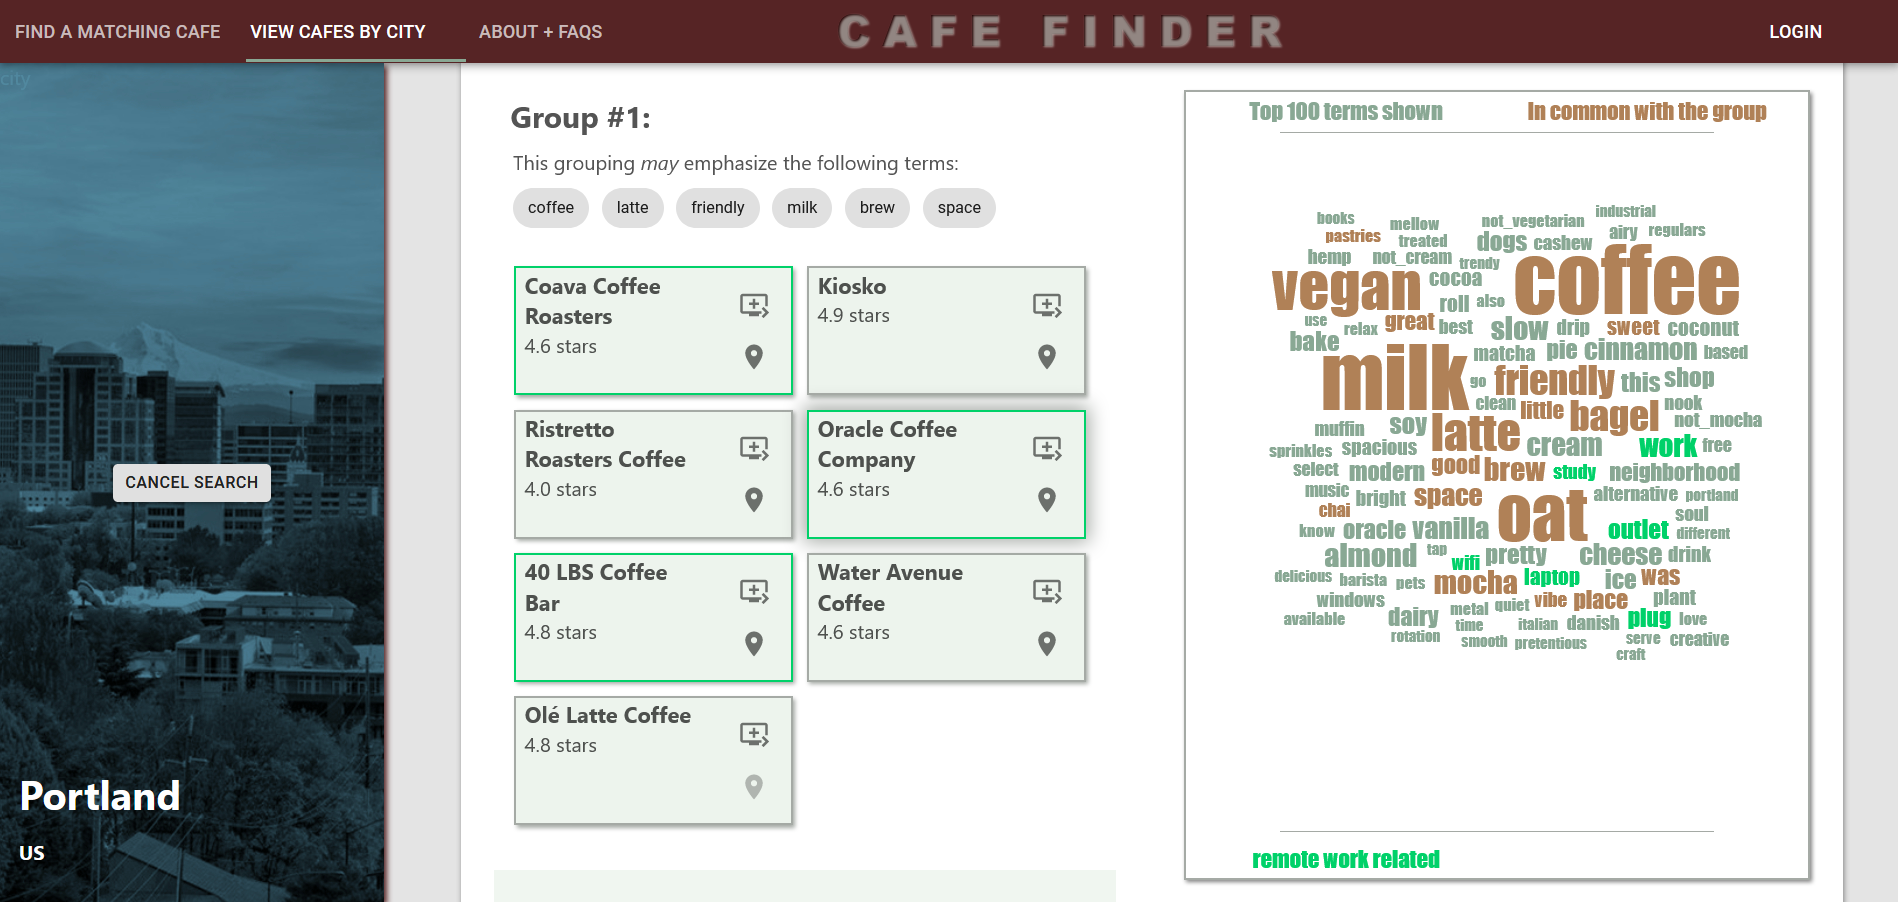 FIND A MATCHING CAFE
VIEW CAFES BY CITY
ABOUT + FAQS
CAFE FINDER
LOGIN
city
CANCEL SEARCH
Portland
US
Group #1:
This grouping may emphasize the following terms:
coffee
latte
friendly
milk
brew
space
Coava Coffee
Roasters
4.6 stars
Kiosko
4.9 stars
Ristretto
Roasters Coffee
4.0 stars
Oracle Coffee
Company
4.6 stars
40 LBS Coffee
Bar
4.8 stars
Water Avenue
Coffee
4.6 stars
Olé Latte Coffee
4.8 stars
Top 100 terms shown
In common with the group
books
mellow
not_vegetarian
industrial
pastries
treated
dogs
cashew
airy
regulars
hemp
not_cream
trendy
coffee
vegan
cocoa
roll
also
use
relax
great
best
slow
drip
sweet
coconut
bake
matcha
pie
cinnamon
based
milk
go
friendly
this
shop
clean
little
bagel
nook
not_mocha
muffin
soy
latte
cream
work
free
sprinkles
spacious
select
modern
good
brew
study
neighborhood
music
bright
space
oat
alternative
portland
chai
soul
know
oracle
vanilla
outlet
different
almond
tap
wifi
pretty
cheese
drink
delicious
barista
pets
mocha
laptop
ice
was
windows
metal
quiet
vibe
place
plant
available
dairy
time
italian
danish
plug
love
rotation
smooth
pretentious
serve
creative
craft
remote work related